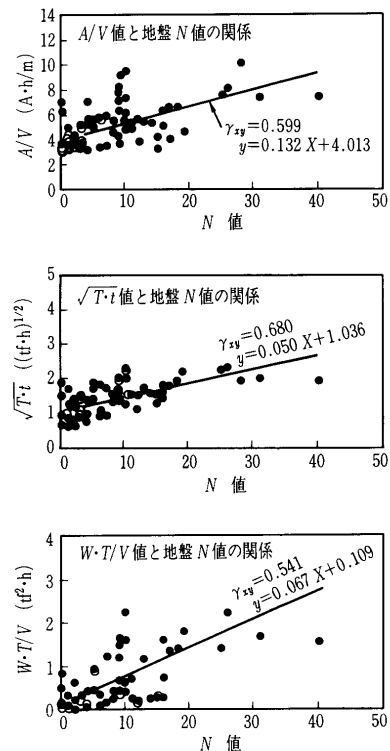 A/V値と地盤N値の関係
14
12
10
8
6
4
2
0
A/V (A·h/m)
γxy=0.599
y=0.132 X+4.013
0 10 20 30 40 50
N 値
√T·t値と地盤N値の関係
5
4
3
2
1
0
√T·t ((tf·h)1/2)
γxy=0.680
y=0.050 X+1.036
0 10 20 30 40 50
N 値
W·T/V値と地盤N値の関係
4
3
2
1
0
W·T/V (tf²·h)
γxy=0.541
y=0.067 X+0.109
0 10 20 30 40 50
N 値